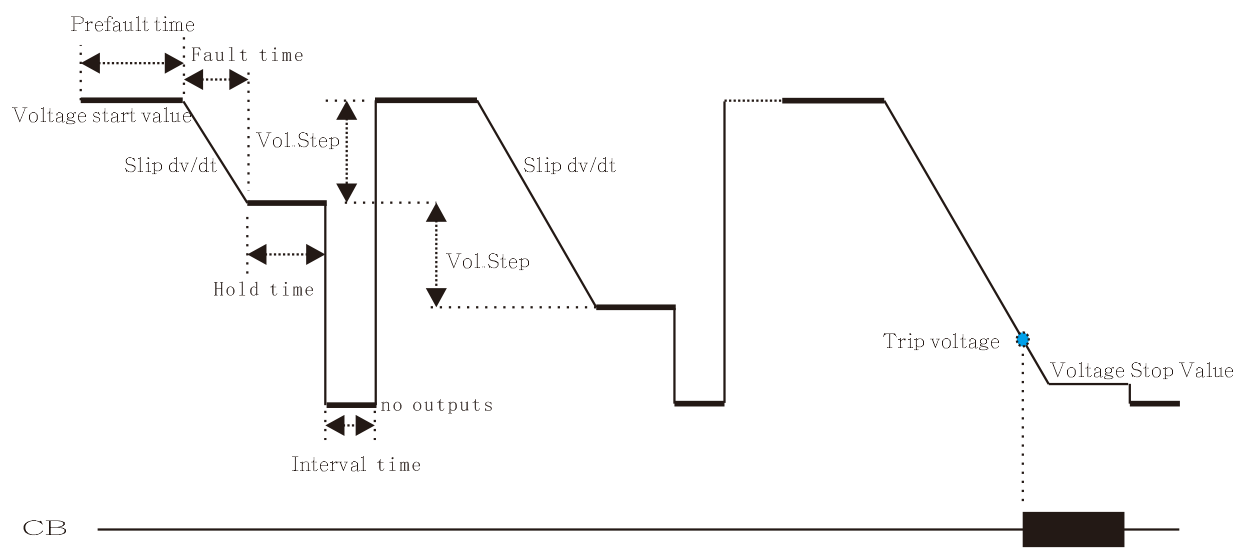 Prefault time
Fault time
Voltage start value
Vol.Step
Slip dv/dt
Slip dv/dt
Vol.Step
Hold time
Trip voltage
Voltage Stop Value
no outputs
Interval time
CB